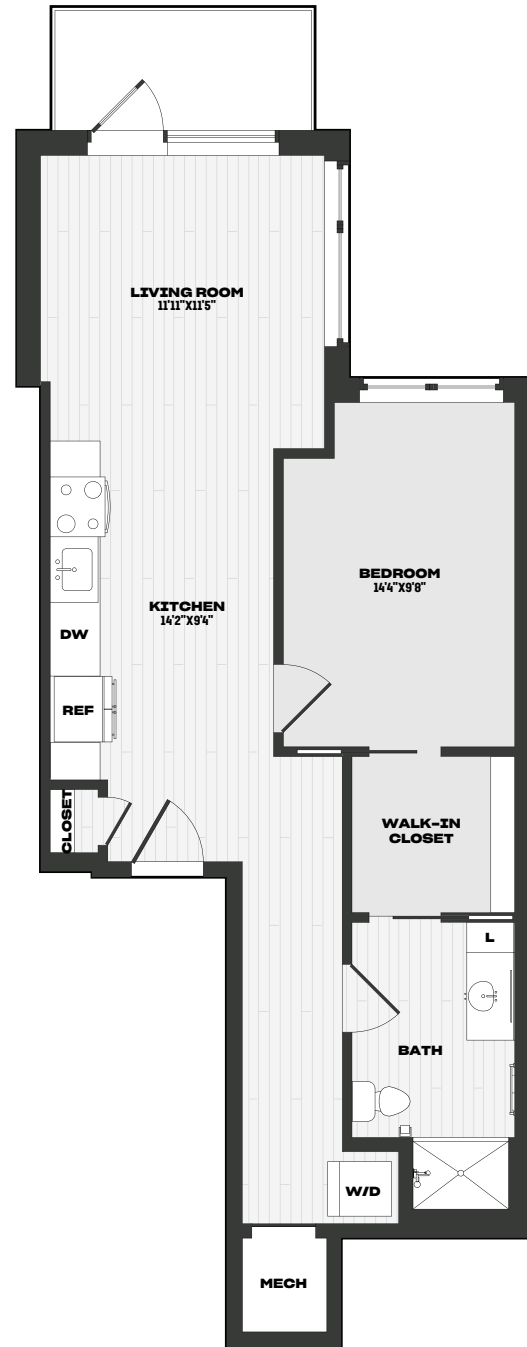 LIVING ROOM
11'11"X11'5"
BEDROOM
14'4"X9'8"
KITCHEN
14'2"X9'4"
DW
REF
CLOSET
WALK-IN
CLOSET
L
BATH
W/D
MECH